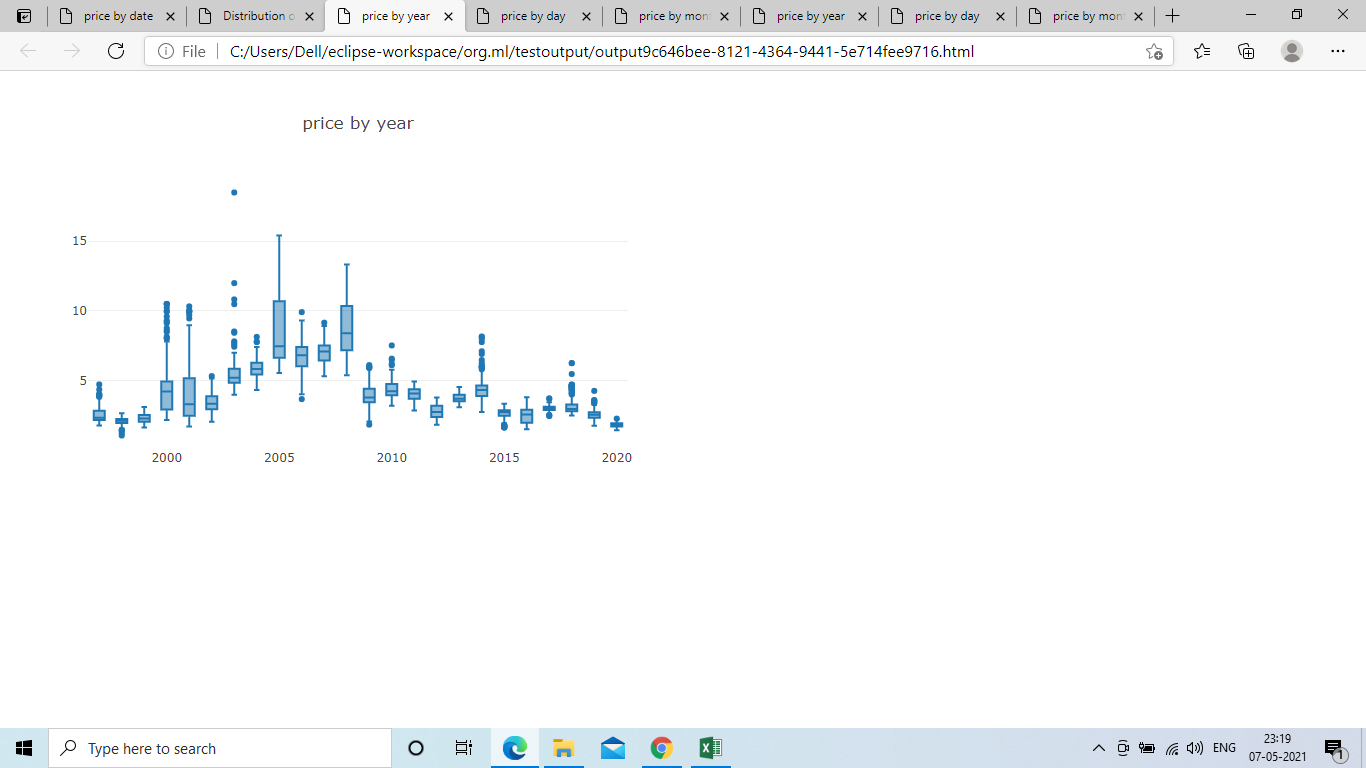 price by date Distribution o price by year price by day price by mon price by year price by day price by mon
File C:/Users/Dell/eclipse-workspace/org.ml/testoutput/output9c646bee-8121-4364-9441-5e714fee9716.html
price by year
15
10
5
2000 2005 2010 2015 2020
Type here to search
ENG
23:19
07-05-2021
1